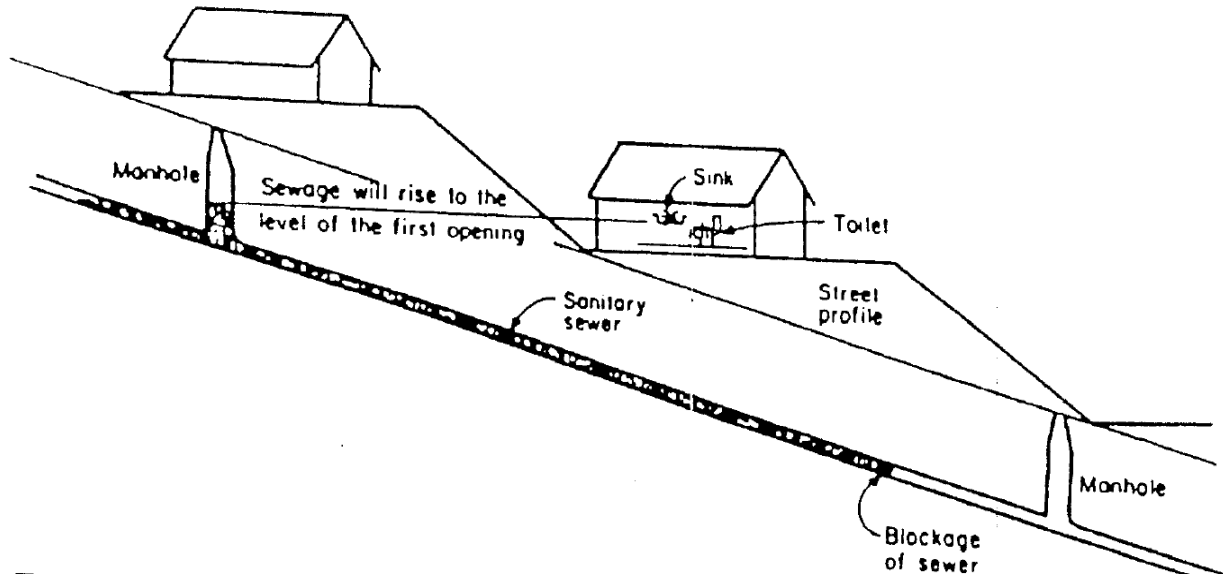 Manhole
Sewage will rise to the
level of the first opening
Sink
Toilet
Street
profile
Sanitary
sewer
Manhole
Blockage
of sewer